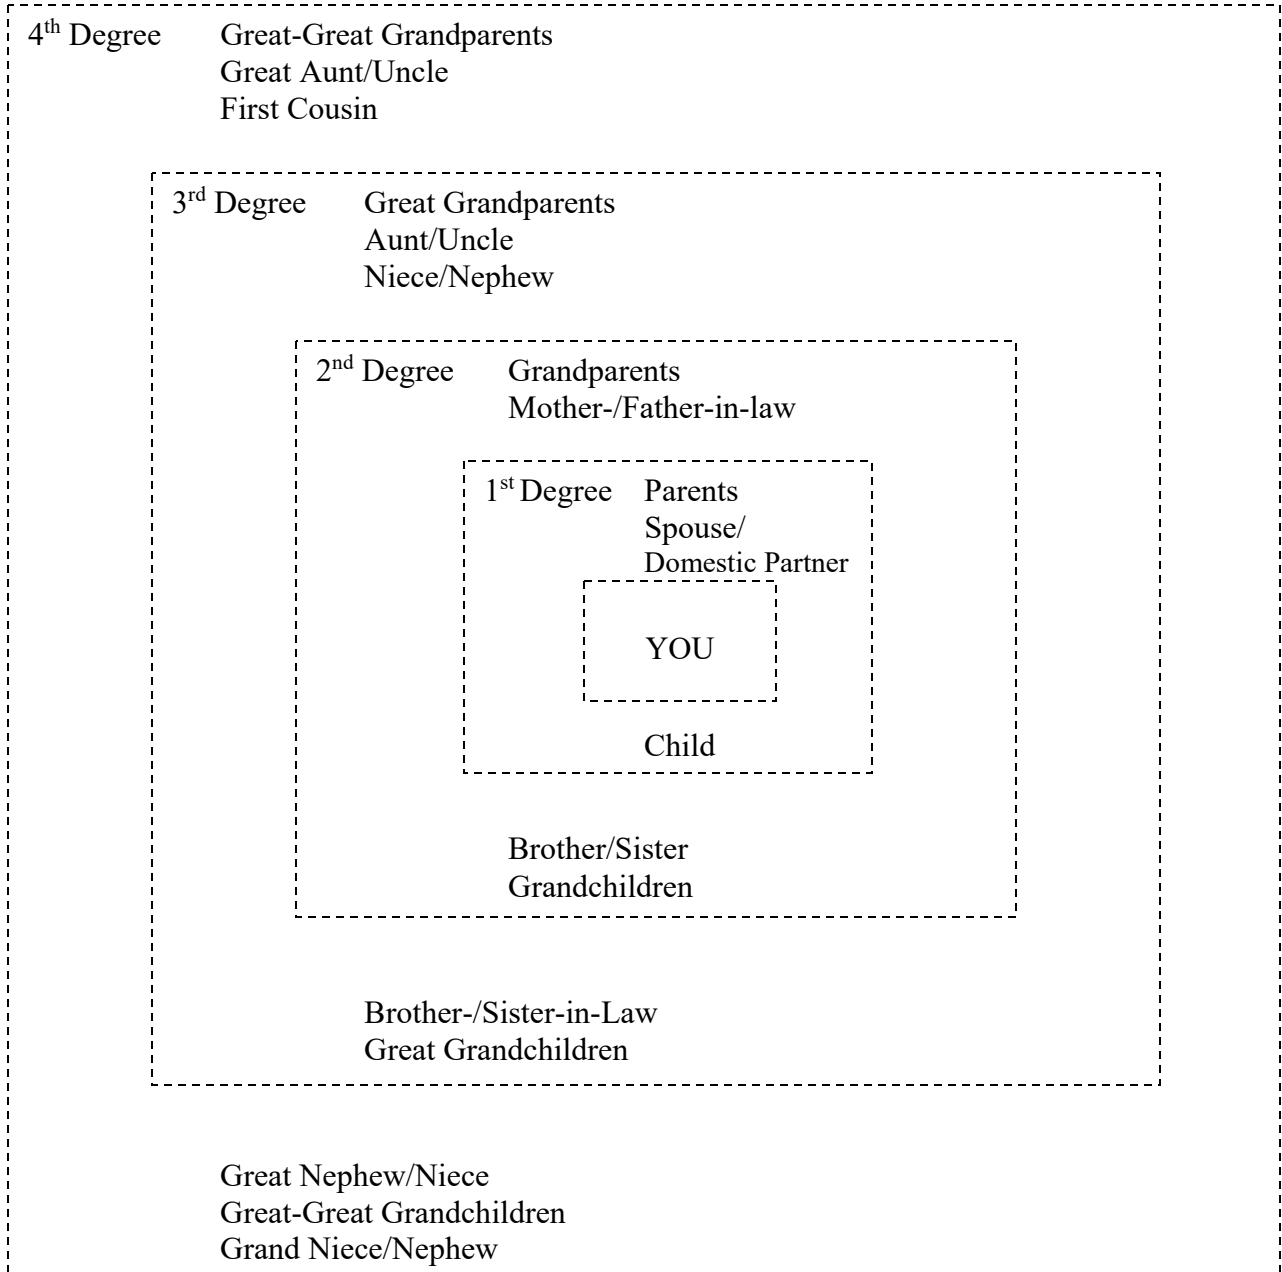 4th Degree Great-Great Grandparents
Great Aunt/Uncle
First Cousin
3rd Degree Great Grandparents
Aunt/Uncle
Niece/Nephew
2nd Degree Grandparents
Mother-/Father-in-law
1st Degree Parents
Spouse/
Domestic Partner
YOU
Child
Brother/Sister
Grandchildren
Brother-/Sister-in-Law
Great Grandchildren
Great Nephew/Niece
Great-Great Grandchildren
Grand Niece/Nephew